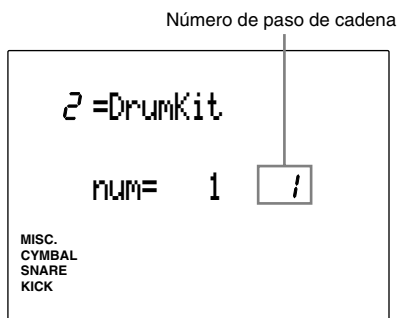 Número de paso de cadena
2 =DrumKit
num= 1 1
MISC.
CYMBAL
SNARE
KICK